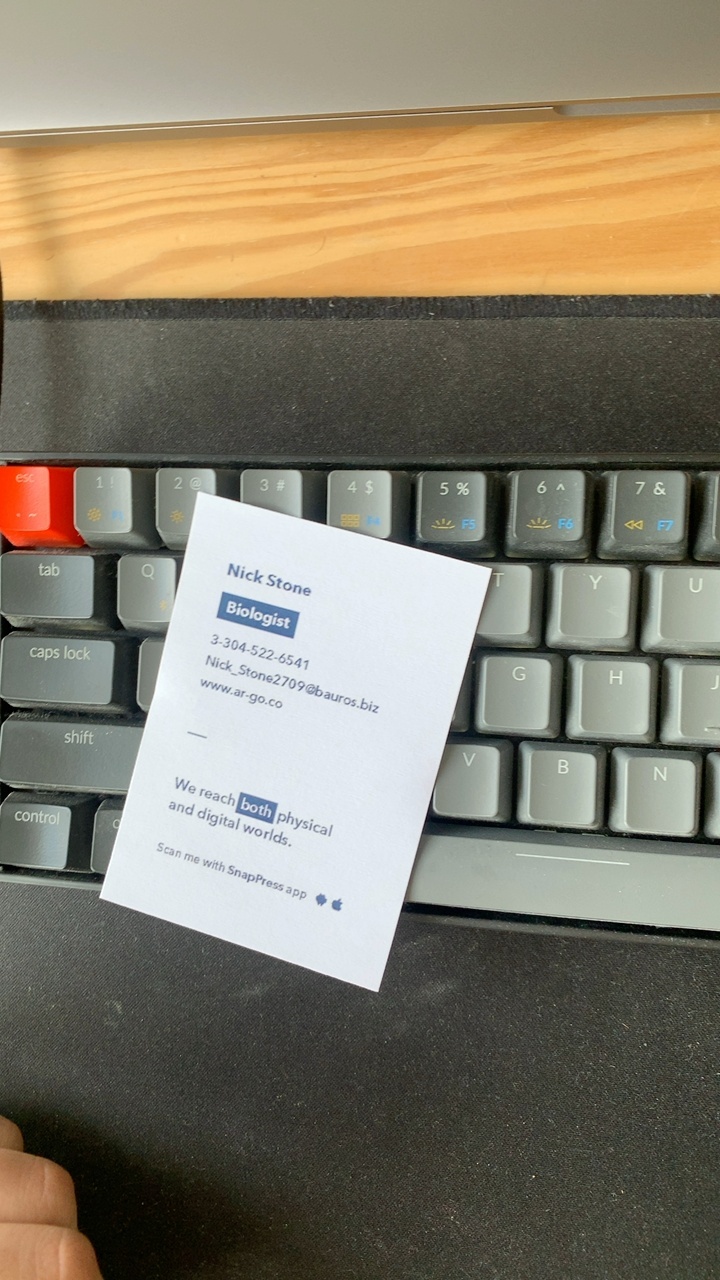 esc
1 !
2 @
3 #
4 $
5 %
6 ^
7 &
F5
F6
F7
tab
Q
T
Y
U
caps lock
G
H
J
shift
V
B
N
control
Nick Stone
Biologist
3-304-522-6541
Nick_Stone2709@bauros.biz
www.ar-go.co
We reach both physical
and digital worlds.
Scan me with SnapPress app